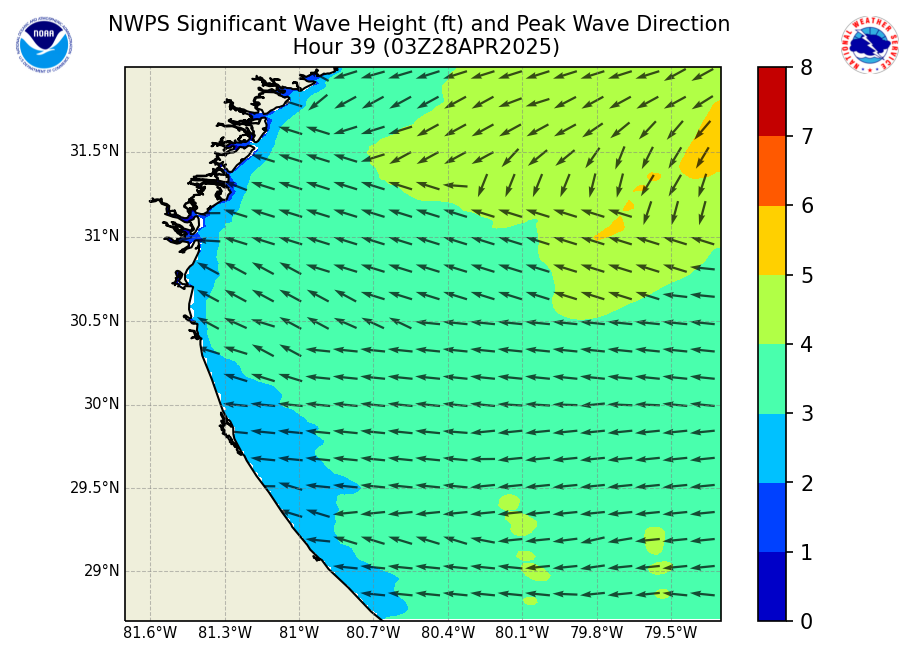 NWPS Significant Wave Height (ft) and Peak Wave Direction
Hour 39 (03Z28APR2025)
NOAA
NATIONAL WEATHER SERVICE
31.5°N
31°N
30.5°N
30°N
29.5°N
29°N
81.6°W 81.3°W 81°W 80.7°W 80.4°W 80.1°W 79.8°W 79.5°W
8
7
6
5
4
3
2
1
0